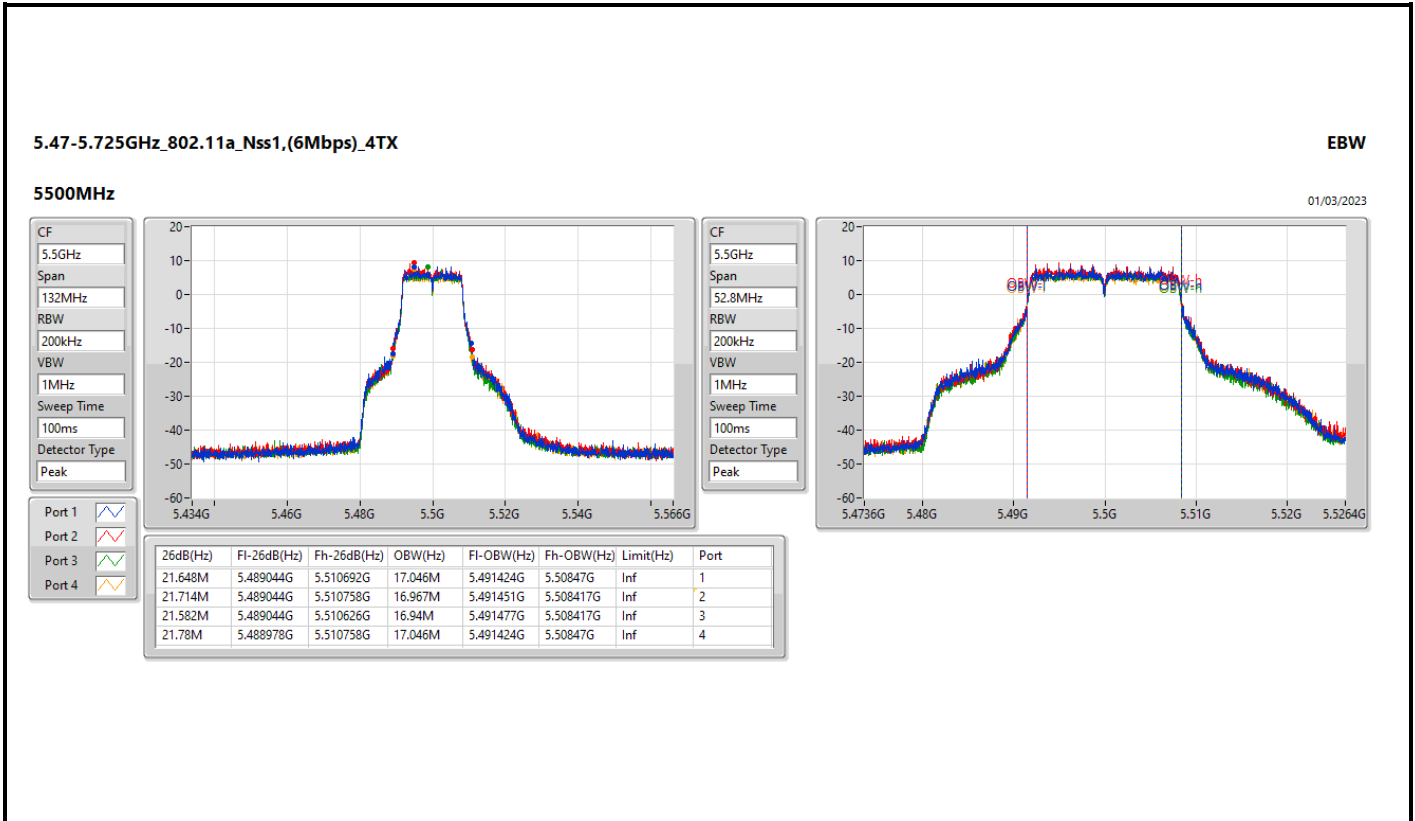 5.47-5.725GHz_802.11a_Nss1,(6Mbps)_4TX
EBW
5500MHz
01/03/2023
CF
5.5GHz
Span
132MHz
RBW
200kHz
VBW
1MHz
Sweep Time
100ms
Detector Type
Peak
20
10
0
-10
-20
-30
-40
-50
-60
5.434G 5.46G 5.48G 5.5G 5.52G 5.54G 5.566G
CF
5.5GHz
Span
52.8MHz
RBW
200kHz
VBW
1MHz
Sweep Time
100ms
Detector Type
Peak
20
10
0
-10
-20
-30
-40
-50
-60
OBW-l OBW-h
5.4736G 5.48G 5.49G 5.5G 5.51G 5.52G 5.5264G
Port 1
Port 2
Port 3
Port 4
26dB(Hz) Fl-26dB(Hz) Fh-26dB(Hz) OBW(Hz) Fl-OBW(Hz) Fh-OBW(Hz) Limit(Hz) Port
21.648M 5.489044G 5.510692G 17.046M 5.491424G 5.50847G Inf 1
21.714M 5.489044G 5.510758G 16.967M 5.491451G 5.508417G Inf 2
21.582M 5.489044G 5.510626G 16.94M 5.491477G 5.508417G Inf 3
21.78M 5.488978G 5.510758G 17.046M 5.491424G 5.50847G Inf 4